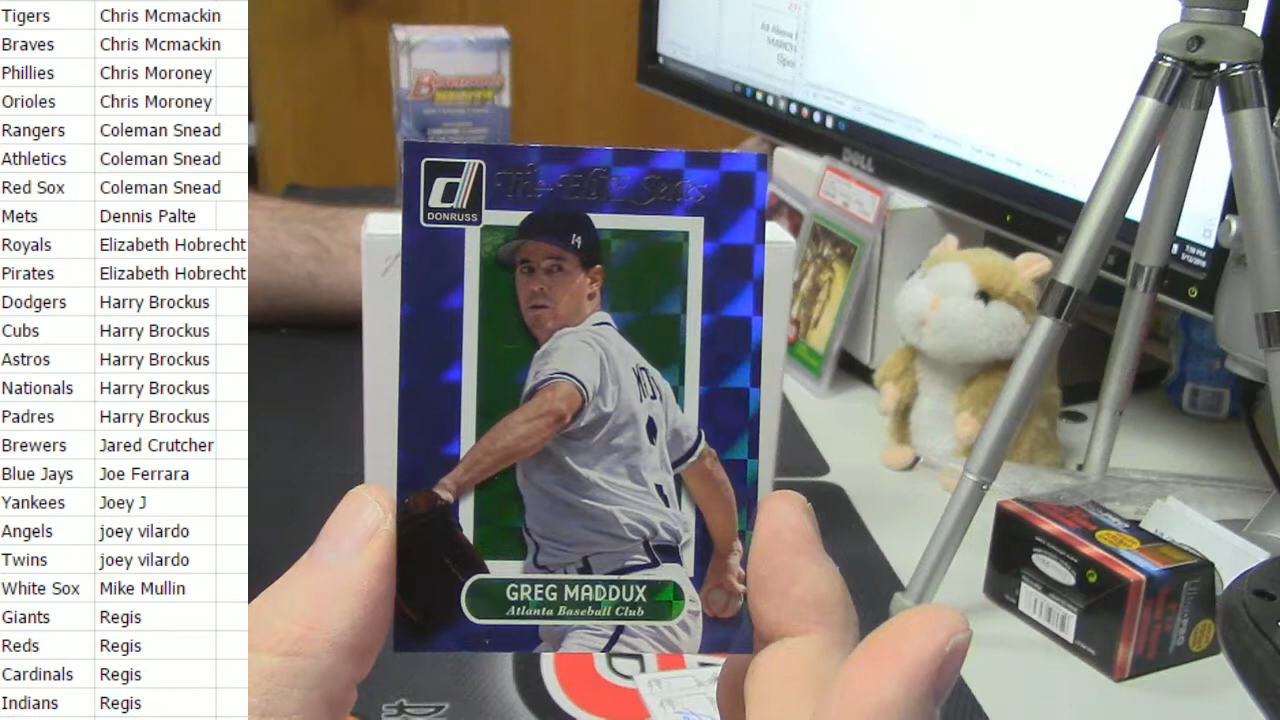 Tigers Chris Mcmackin
Braves Chris Mcmackin
Phillies Chris Moroney
Orioles Chris Moroney
Rangers Coleman Snead
Athletics Coleman Snead
Red Sox Coleman Snead
Mets Dennis Palte
Royals Elizabeth Hobrecht
Pirates Elizabeth Hobrecht
Dodgers Harry Brockus
Cubs Harry Brockus
Astros Harry Brockus
Nationals Harry Brockus
Padres Harry Brockus
Brewers Jared Crutcher
Blue Jays Joe Ferrara
Yankees Joey J
Angels joey vilardo
Twins joey vilardo
White Sox Mike Mullin
Giants Regis
Reds Regis
Cardinals Regis
Indians Regis
Bowman
DELL
d
DONRUSS
The Elite Series
GREG MADDUX
Atlanta Baseball Club